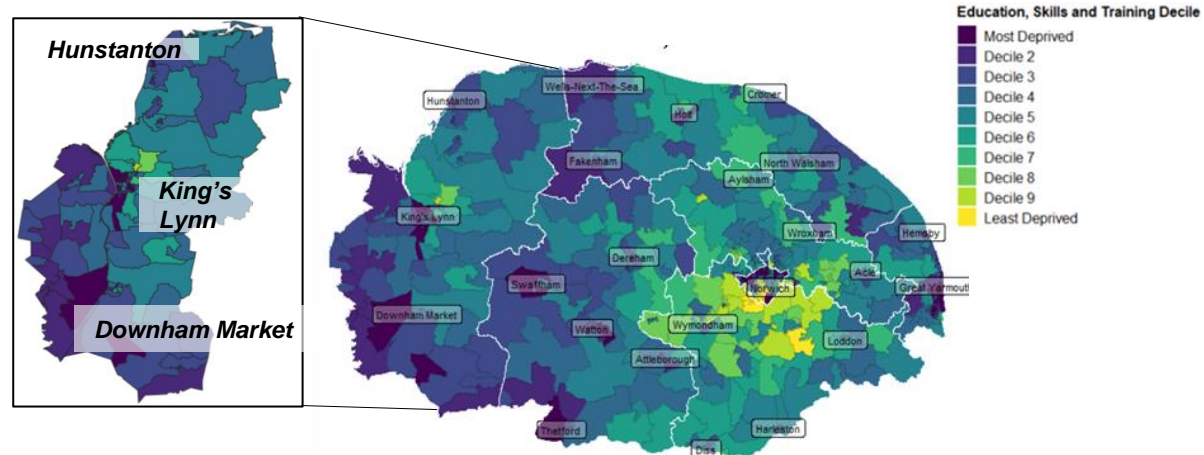 Hunstanton
King's
Lynn
Downham Market
Wells-Next-The-Sea
Hunstanton
Cromer
Holt
Fakenham
North Walsham
Aylsham
King's Lynn
Wroxham
Hemsby
Dereham
Acle
Swaffham
Norwich
Great Yarmouth
Downham Market
Watton
Wymondham
Loddon
Attleborough
Thetford
Harleston
Diss
Education, Skills and Training Decile
Most Deprived
Decile 2
Decile 3
Decile 4
Decile 5
Decile 6
Decile 7
Decile 8
Decile 9
Least Deprived